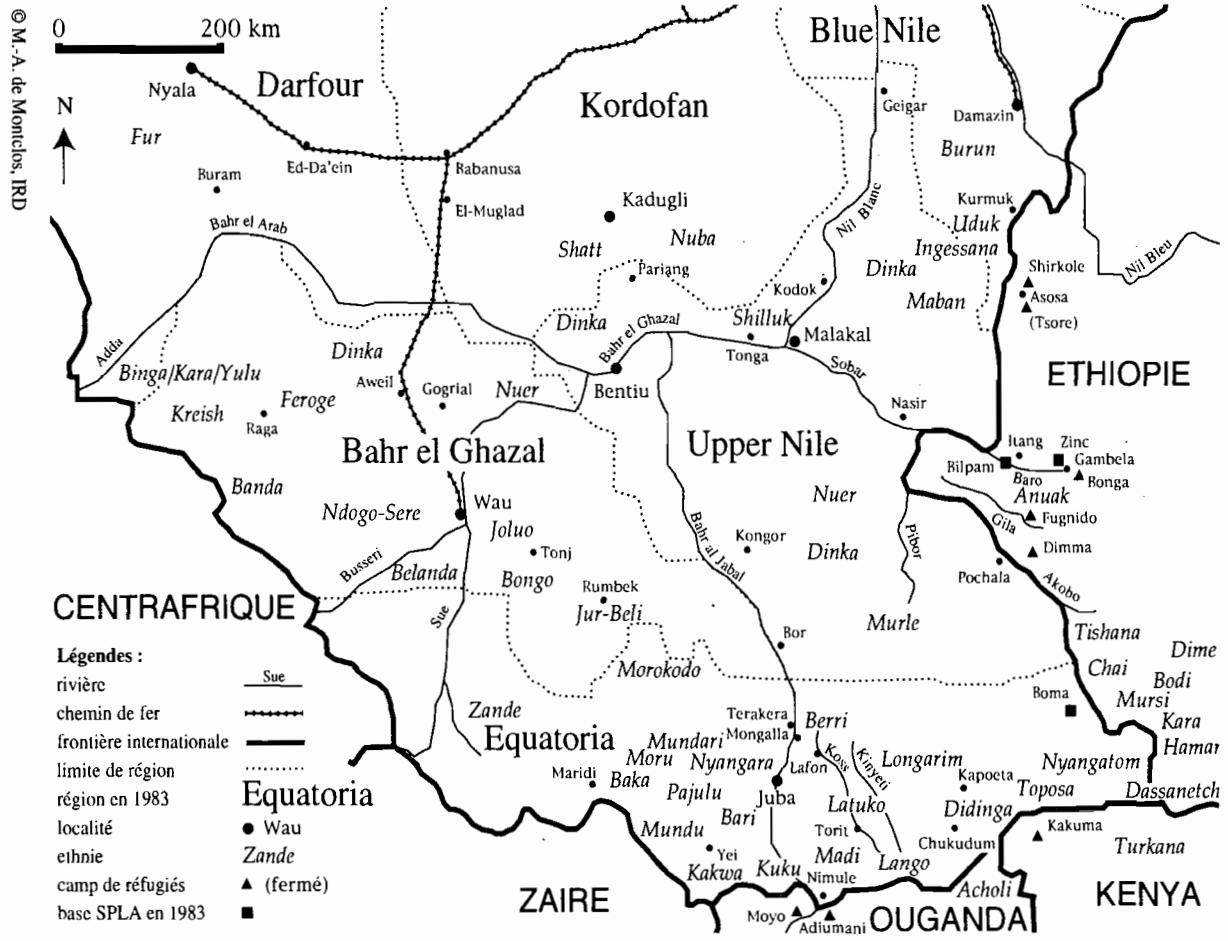 © M.-A. de Montclos, IRD
0 200 km
N
Nyala
Darfour
Fur
Ed-Da'ein
Buram
Babanusa
El-Muglad
Kordofan
Kadugli
Shatt
Nuba
Pariang
Blue Nile
Geigar
Damazin
Burun
Kurmuk
Uduk
Ingessana
Nil Blanc
Nil Bleu
Dinka
Maban
Kodok
Shirkole
Asosa
(Tsore)
ETHIOPIE
Bahr el Arab
Adda
Binga/Kara/Yulu
Kreish
Raga
Feroge
Dinka
Aweil
Gogrial
Nuer
Dinka
Bahr el Ghazal
Bentiu
Shilluk
Tonga
Malakal
Sobar
Nasir
Bahr el Ghazal
Upper Nile
Itang
Zinc
Bilpam
Gambela
Baro
Bonga
Anuak
Gila
Fugnido
Dimma
Banda
Ndogo-Sere
Wau
Joluo
Tonj
Busseri
Belanda
Bongo
Rumbek
Jur-Beli
Sue
Nuer
Bahr al Jabal
Kongor
Dinka
Pibor
Pochala
Akobo
Murle
Bor
Tishana
Chai
Dime
Bodi
Mursi
Kara
Hamar
Boma
CENTRAFRIQUE
Morokodo
Zande
Equatoria
Terakera
Mongalla
Berri
Mundari
Moru
Nyangara
Lafon
Koss
Kinyeti
Longarim
Nyangatom
Maridi
Baka
Pajulu
Juba
Latuko
Kapoeta
Toposa
Dassanetch
Didinga
Bari
Mundu
Torit
Chukudum
Kakuma
Turkana
Yei
Kakwa
Kuku
Madi
Lango
Nimule
Acholi
Moyo
Adiumani
ZAIRE
OUGANDA
KENYA
Légendes :
rivière Sue
chemin de fer
frontière internationale
limite de région
région en 1983 Equatoria
localité Wau
ethnie Zande
camp de réfugiés (fermé)
base SPLA en 1983